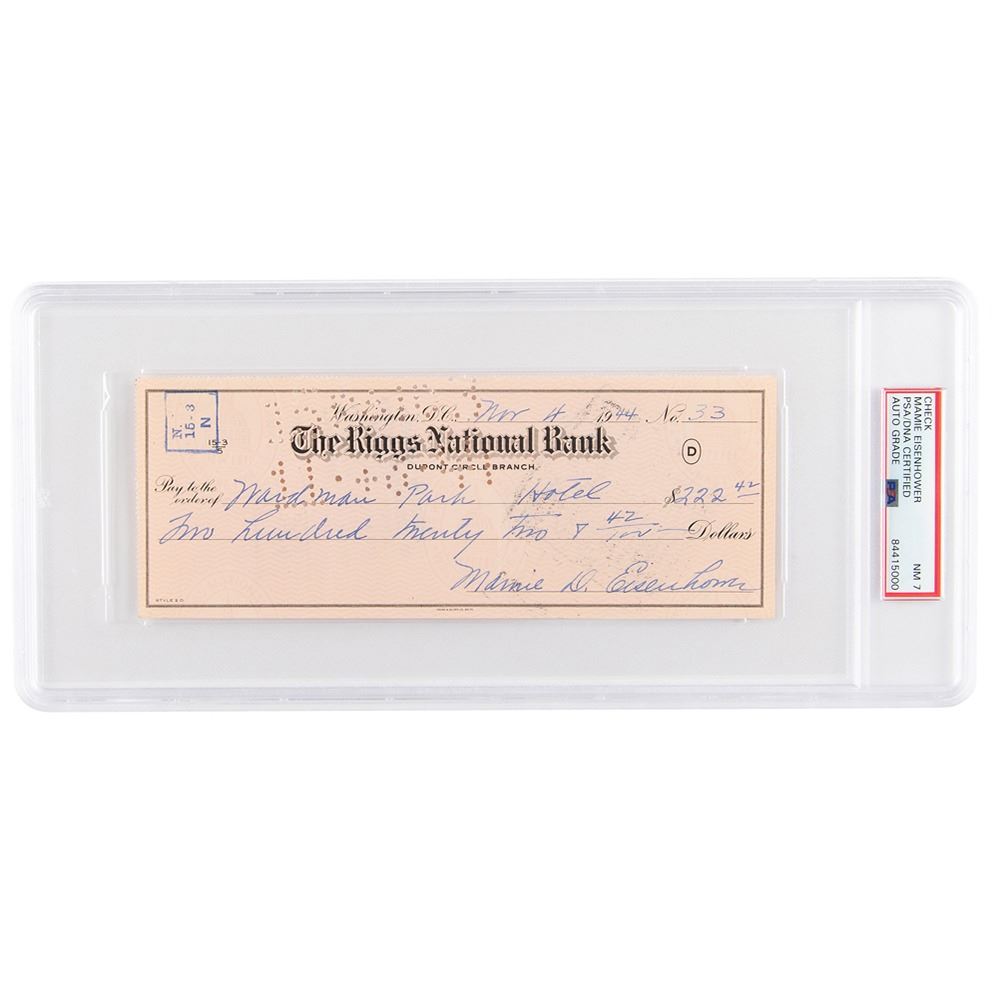 N.
15-3
N
15-3
Washington, D.C. Nov 4 1944 No. 33
The Riggs National Bank
DUPONT CIRCLE BRANCH.
D
Pay to the order of Wardman Park Hotel $222 42
Two hundred twenty two & 42/100 Dollars
Mamie D. Eisenhower
STYLE S D
CHECK
MAMIE EISENHOWER
PSA/DNA CERTIFIED
AUTO GRADE NM 7
PSA 84415000